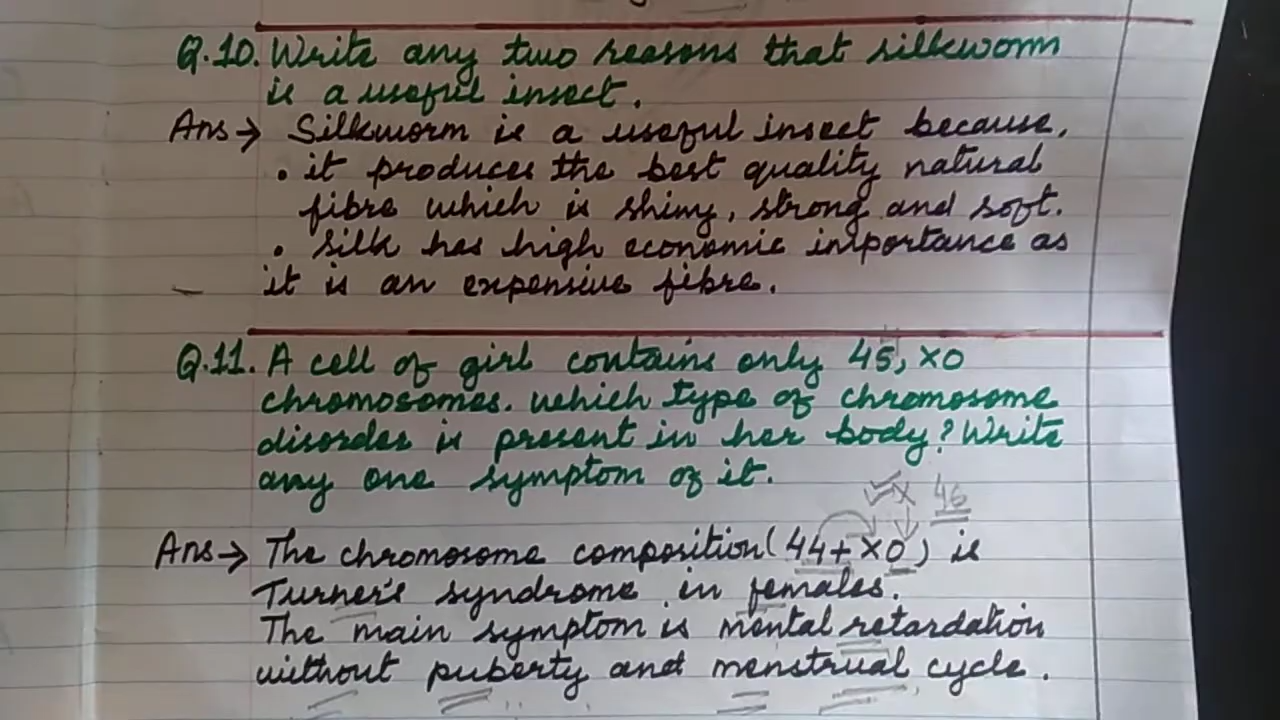 Q.10. Write any two reasons that silkworm
is a useful insect.
Ans → Silkworm is a useful insect because,
• it produces the best quality natural
fibre which is shiny, strong and soft.
• Silk has high economic importance as
it is an expensive fibre.
Q.11. A cell of girl contains only 45, XO
chromosomes. which type of chromosome
disorder is present in her body? Write
any one symptom of it.
X 46
Ans → The chromosome composition (44+XO) is
Turner's syndrome in females.
The main symptom is mental retardation
without puberty and menstrual cycle.